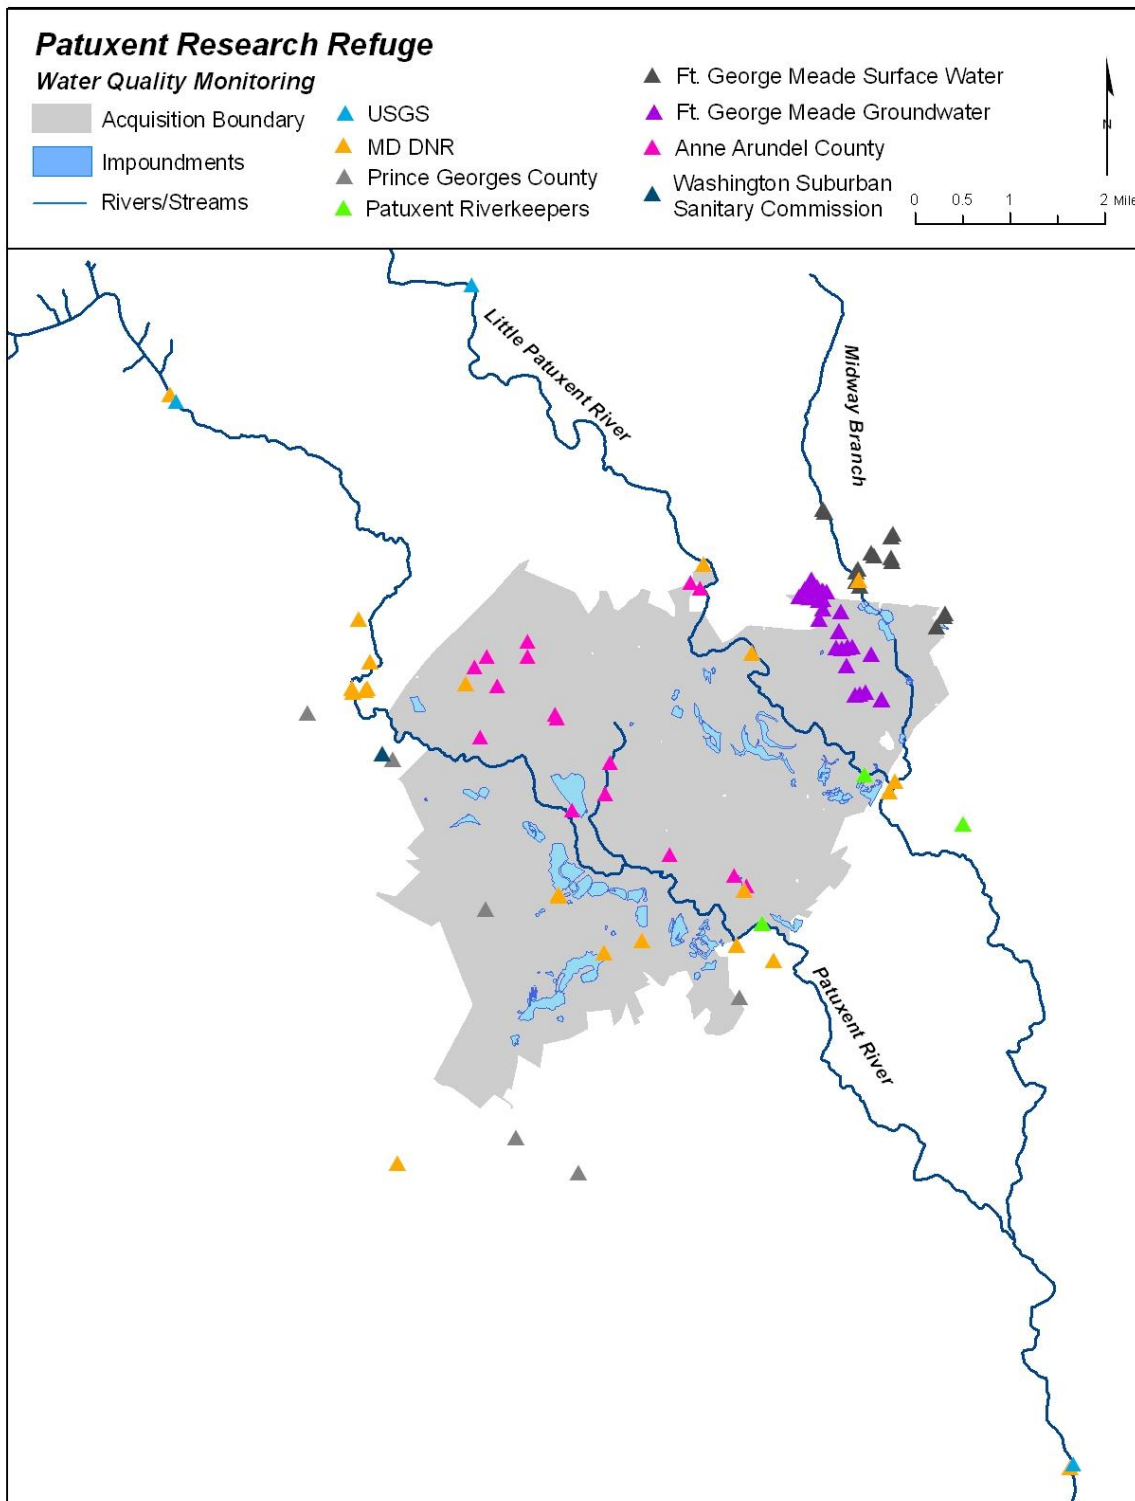 Patuxent Research Refuge
Water Quality Monitoring
Acquisition Boundary
Impoundments
Rivers/Streams
USGS
MD DNR
Prince Georges County
Patuxent Riverkeepers
Ft. George Meade Surface Water
Ft. George Meade Groundwater
Anne Arundel County
Washington Suburban
Sanitary Commission
N
0 0.5 1 2 Mile
Little Patuxent River
Midway Branch
Patuxent River